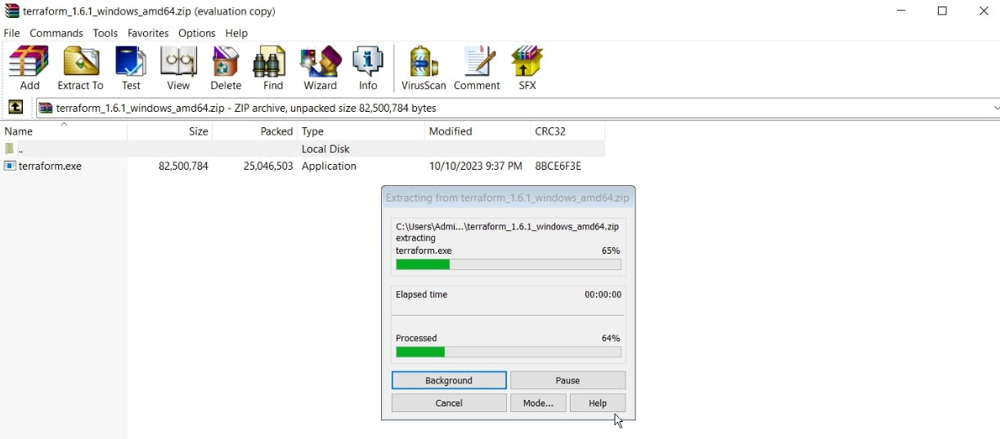 terraform_1.6.1_windows_amd64.zip (evaluation copy)
File Commands Tools Favorites Options Help
Add Extract To Test View Delete Find Wizard Info VirusScan Comment SFX
terraform_1.6.1_windows_amd64.zip - ZIP archive, unpacked size 82,500,784 bytes
Name Size Packed Type Modified CRC32
.. Local Disk
terraform.exe 82,500,784 25,046,503 Application 10/10/2023 9:37 PM 8BCE6F3E
Extracting from terraform_1.6.1_windows_amd64.zip
C:\Users\Admi...\terraform_1.6.1_windows_amd64.zip
extracting
terraform.exe 65%
Elapsed time 00:00:00
Processed 64%
Background Pause
Cancel Mode... Help